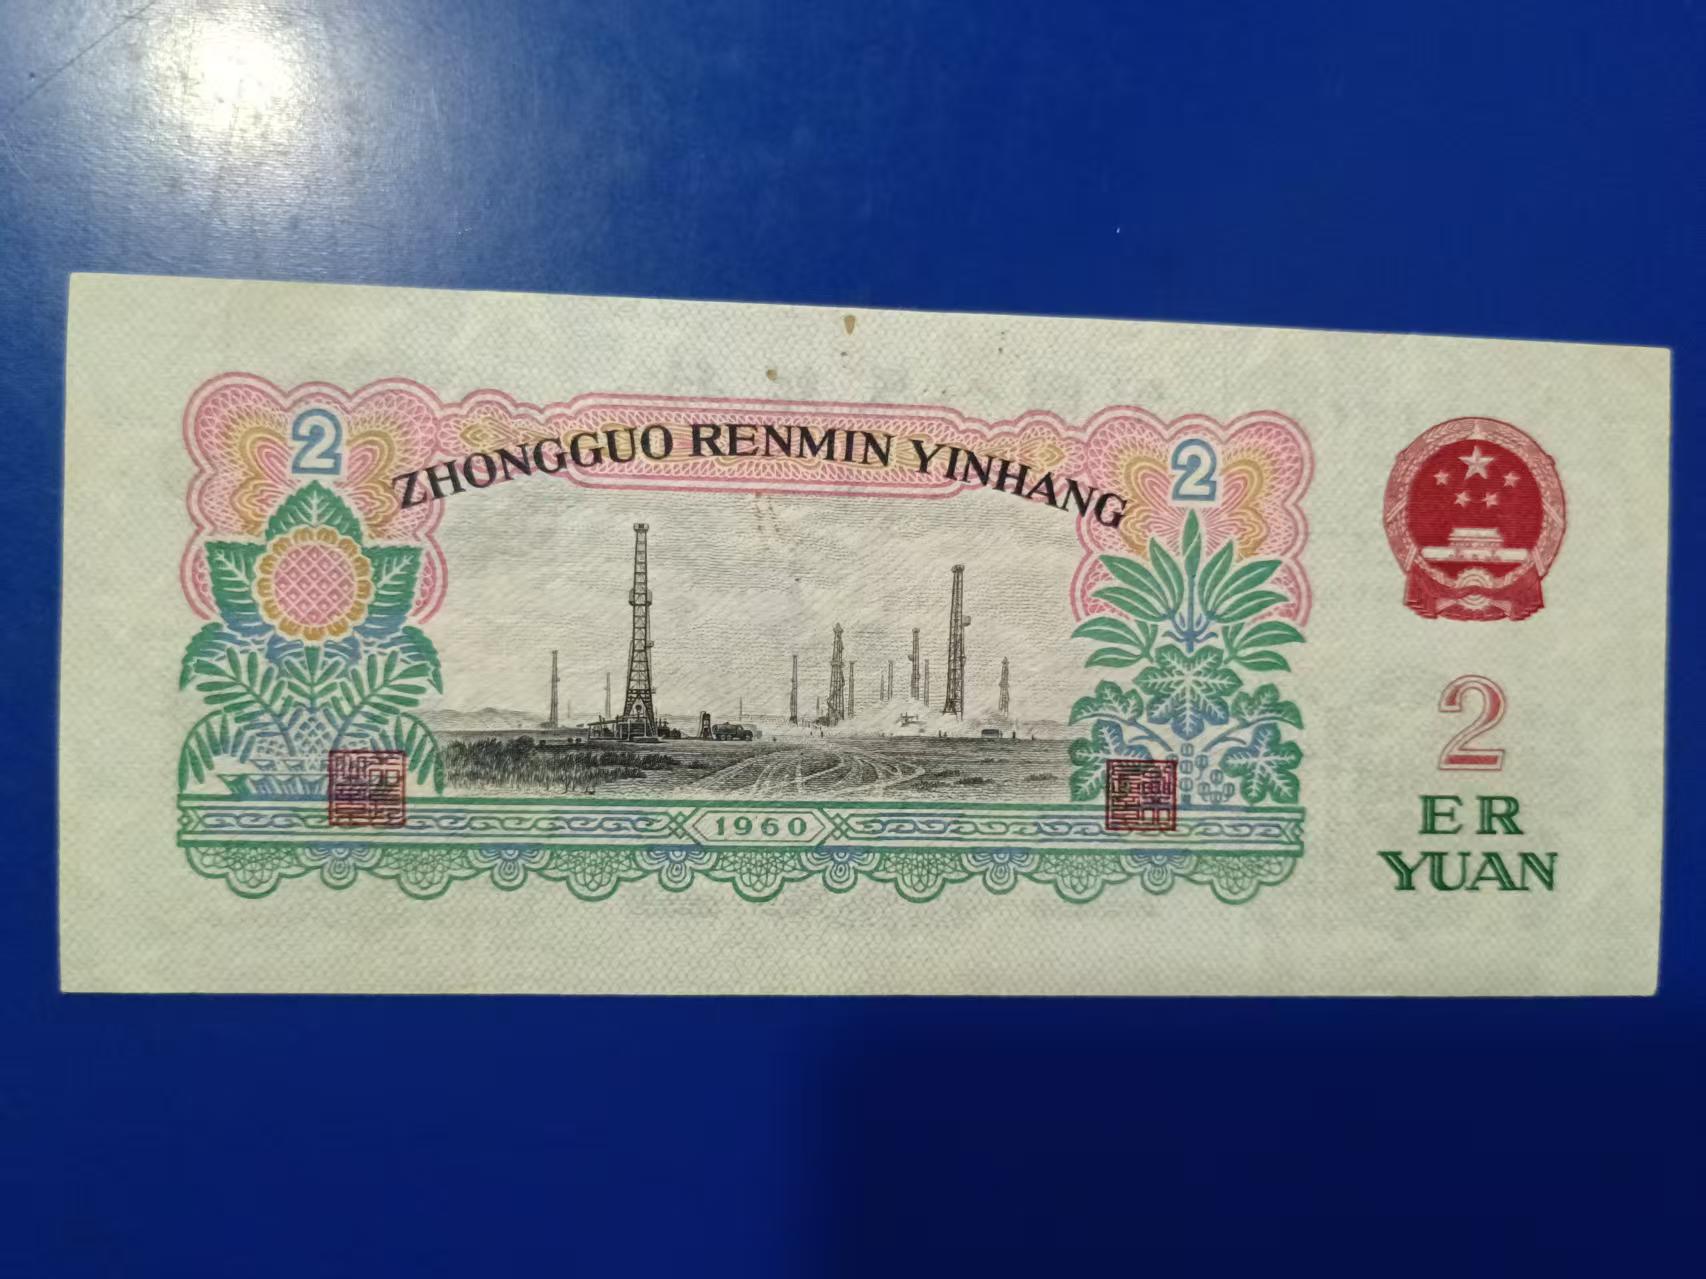 2
2
ZHONGGUO RENMIN YINHANG
1960
2
ER
YUAN